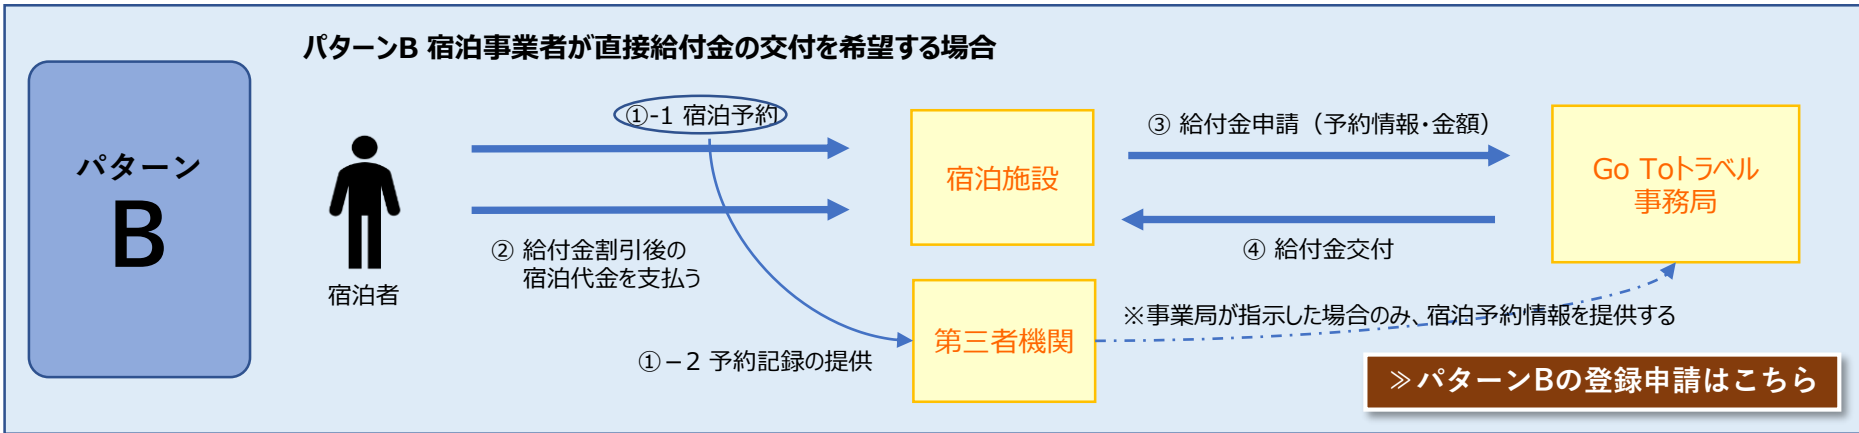 パターンB 宿泊事業者が直接給付金の交付を希望する場合
パターン
B
宿泊者
①-1 宿泊予約
② 給付金割引後の
宿泊代金を支払う
①－2 予約記録の提供
宿泊施設
第三者機関
③ 給付金申請（予約情報・金額）
④ 給付金交付
Go Toトラベル
事務局
※事業局が指示した場合のみ、宿泊予約情報を提供する
≫パターンBの登録申請はこちら